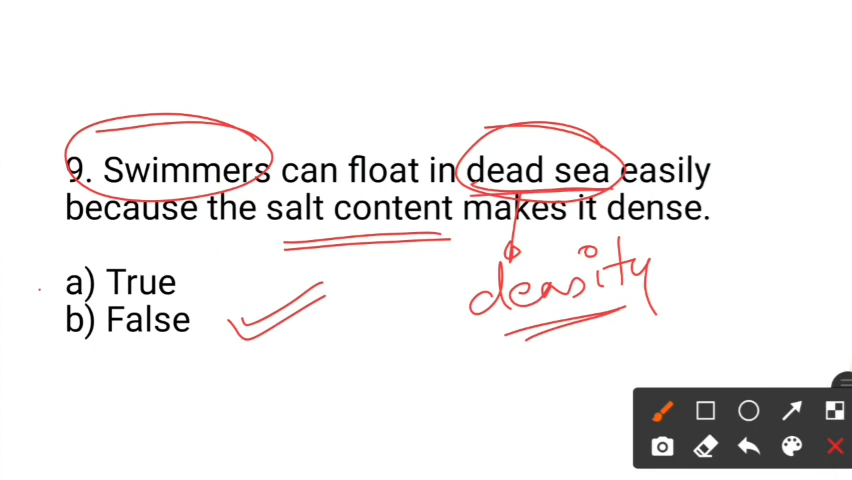 9. Swimmers can float in dead sea easily
because the salt content makes it dense.
density
a) True
b) False